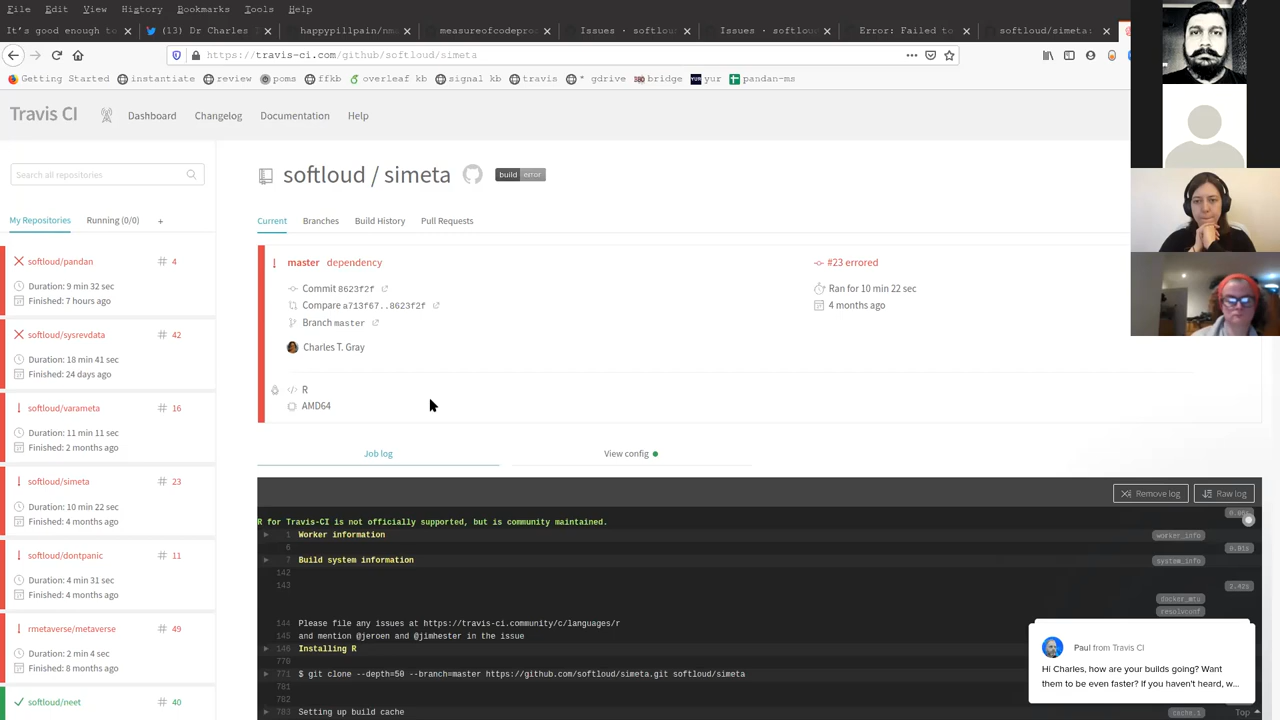 File Edit View History Bookmarks Tools Help
It's good enough t
(13) Dr Charles
happypillpain/nma
measureofcodepros
Issues · softloud
Issues · softloud/
Error: Failed to
softloud/simeta:
https://travis-ci.com/github/softloud/simeta
Getting Started instantiate review poms ffkb overleaf kb signal kb travis * gdrive bridge yur pandan-ms
Travis CI Dashboard Changelog Documentation Help
Search all repositories
My Repositories Running (0/0) +
softloud/pandan # 4
Duration: 9 min 32 sec
Finished: 7 hours ago
softloud/sysrevdata # 42
Duration: 18 min 41 sec
Finished: 24 days ago
softloud/varameta # 16
Duration: 11 min 11 sec
Finished: 2 months ago
softloud/simeta # 23
Duration: 10 min 22 sec
Finished: 4 months ago
softloud/dontpanic # 11
Duration: 4 min 31 sec
Finished: 4 months ago
rmetaverse/metaverse # 49
Duration: 2 min 4 sec
Finished: 8 months ago
softloud/neet # 40
softloud / simeta build error
Current Branches Build History Pull Requests
master dependency
Commit 8623f2f
Compare a713f67..8623f2f
Branch master
Charles T. Gray
R
AMD64
#23 errored
Ran for 10 min 22 sec
4 months ago
Job log View config
Remove log Raw log
R for Travis-CI is not officially supported, but is community maintained.
1 Worker information worker_info
6
7 Build system information system_info
142
143
2.42s
docker_mtu
resolvconf
144 Please file any issues at https://travis-ci.community/c/languages/r
145 and mention @jeroen and @jimhester in the issue
146 Installing R
770
771 $ git clone --depth=50 --branch=master https://github.com/softloud/simeta.git softloud/simeta
781
782
783 Setting up build cache cache.1
Paul from Travis CI
Hi Charles, how are your builds going? Want
them to be even faster? If you haven't heard, w...
Top